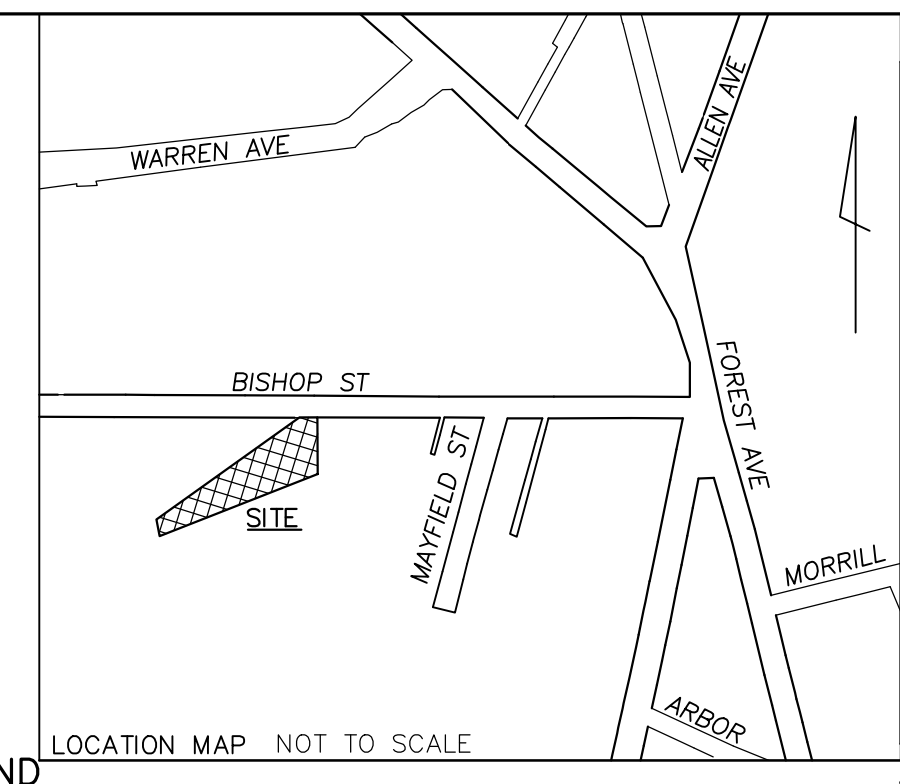 WARREN AVE
ALLEN AVE
BISHOP ST
FOREST AVE
MAYFIELD ST
SITE
MORRILL
ARBOR
LOCATION MAP NOT TO SCALE
ND